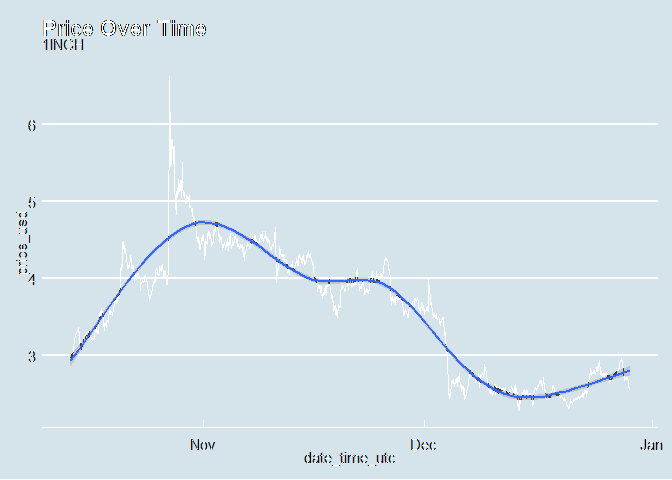 Price Over Time
1INCH
6
5
4
3
price_usd
Nov
Dec
Jan
date_time_utc